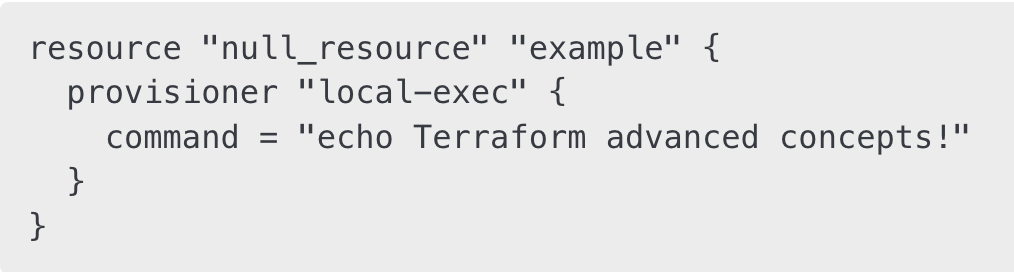 resource "null_resource" "example" {
  provisioner "local-exec" {
    command = "echo Terraform advanced concepts!"
  }
}